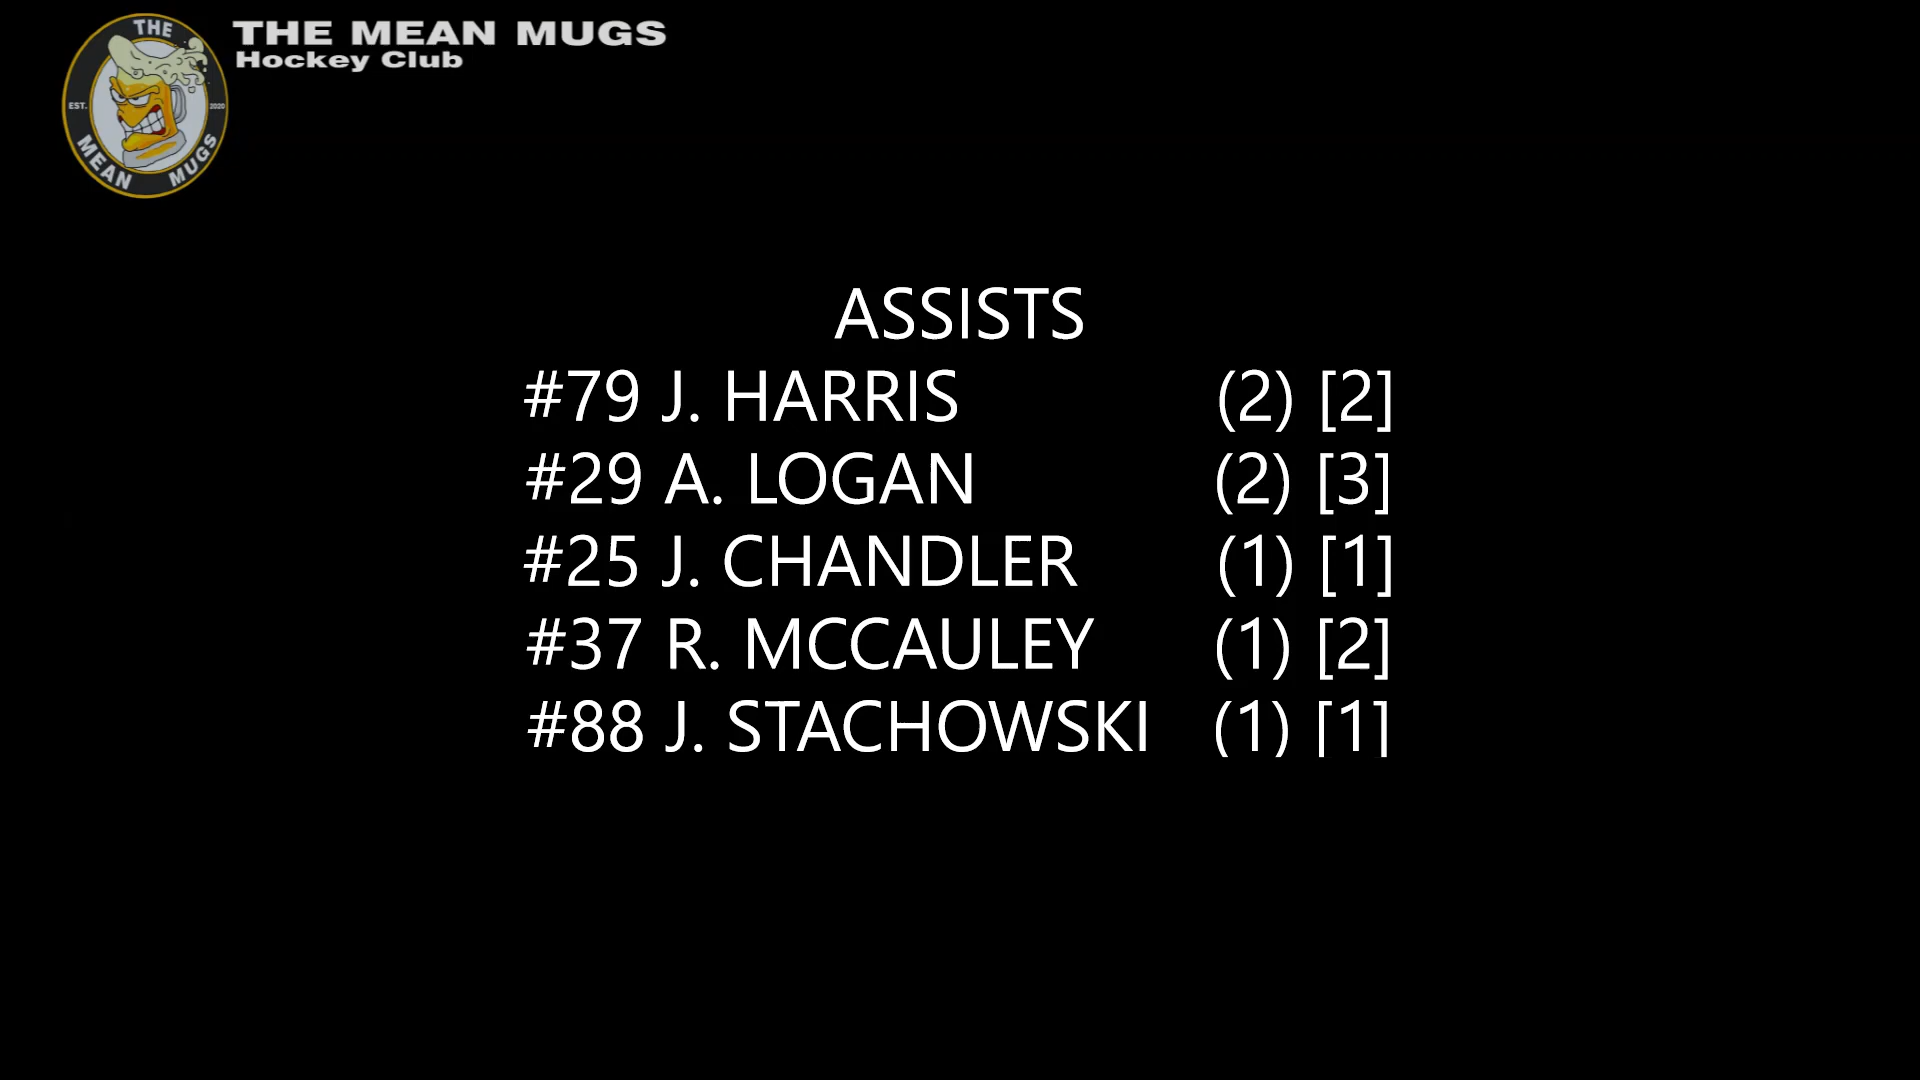 THE
EST. 2020
MEAN MUGS
THE MEAN MUGS
Hockey Club
ASSISTS
#79 J. HARRIS (2) [2]
#29 A. LOGAN (2) [3]
#25 J. CHANDLER (1) [1]
#37 R. MCCAULEY (1) [2]
#88 J. STACHOWSKI (1) [1]